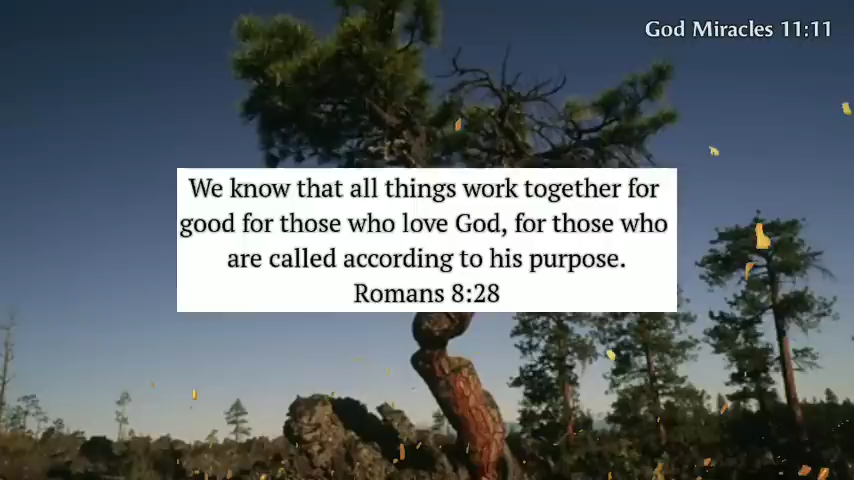 God Miracles 11:11
We know that all things work together for
good for those who love God, for those who
are called according to his purpose.
Romans 8:28